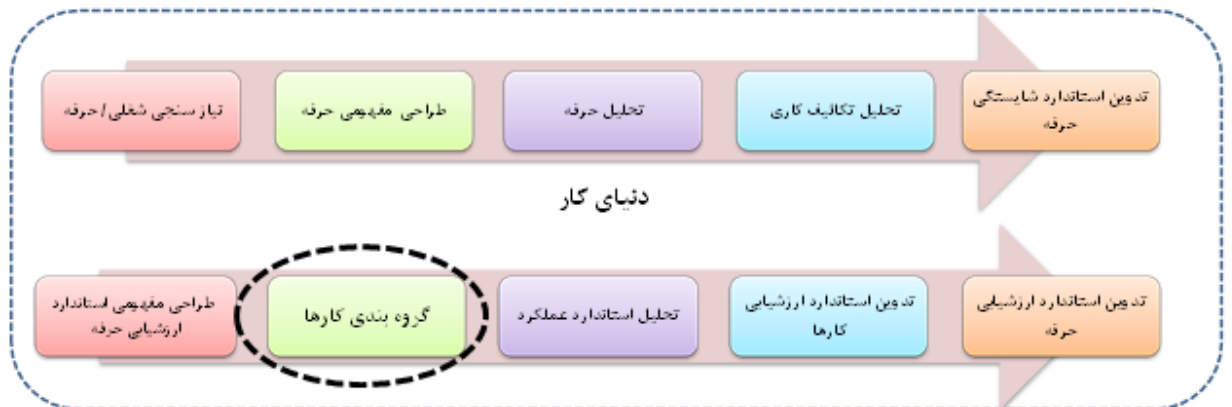 نیاز سنجی شغلی/ حرفه
طراحی مفهومی حرفه
تحلیل حرفه
تحلیل تکالیف کاری
تدوین استاندارد شایستگی
حرفه
دنیای کار
طراحی مفهومی استاندارد
ارزشیابی حرفه
گروه بندی کارها
تحلیل استاندارد عملکرد
تدوین استاندارد ارزشیابی
کارها
تدوین استاندارد ارزشیابی
حرفه